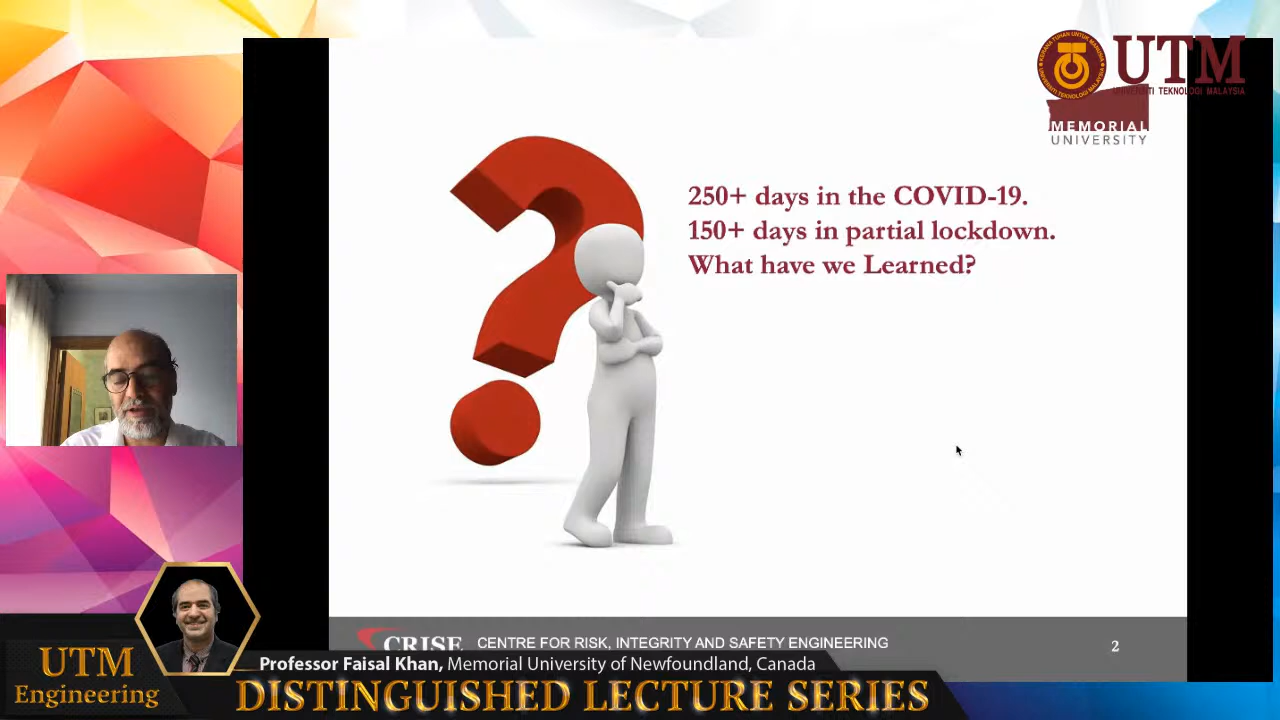 UTM
UNIVERSITI TEKNOLOGI MALAYSIA
MEMORIAL
UNIVERSITY
250+ days in the COVID-19.
150+ days in partial lockdown.
What have we Learned?
CRISE CENTRE FOR RISK, INTEGRITY AND SAFETY ENGINEERING
2
Professor Faisal Khan, Memorial University of Newfoundland, Canada
UTM
Engineering
DISTINGUISHED LECTURE SERIES